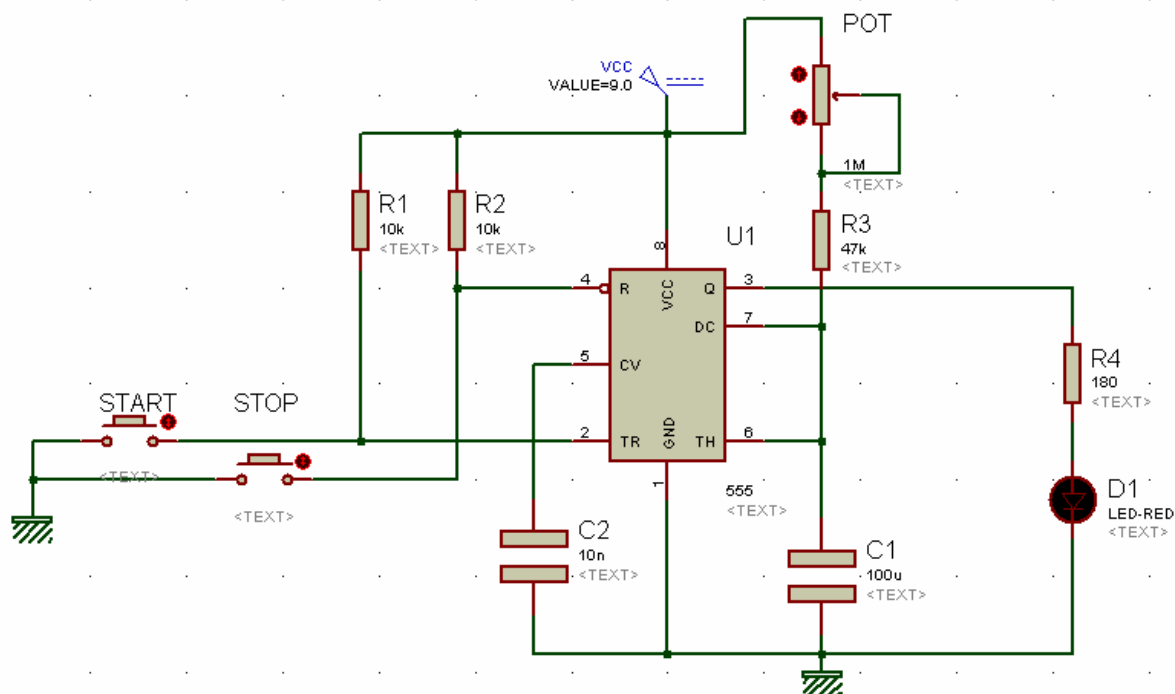 POT
VCC
VALUE=9.0
1M
<TEXT>
R1
10k
<TEXT>
R2
10k
<TEXT>
R3
47k
<TEXT>
U1
8
4
R
VCC
Q
3
DC
7
5
CV
2
TR
GND
TH
6
1
555
<TEXT>
START
<TEXT>
STOP
<TEXT>
R4
180
<TEXT>
D1
LED-RED
<TEXT>
C2
10n
<TEXT>
C1
100u
<TEXT>